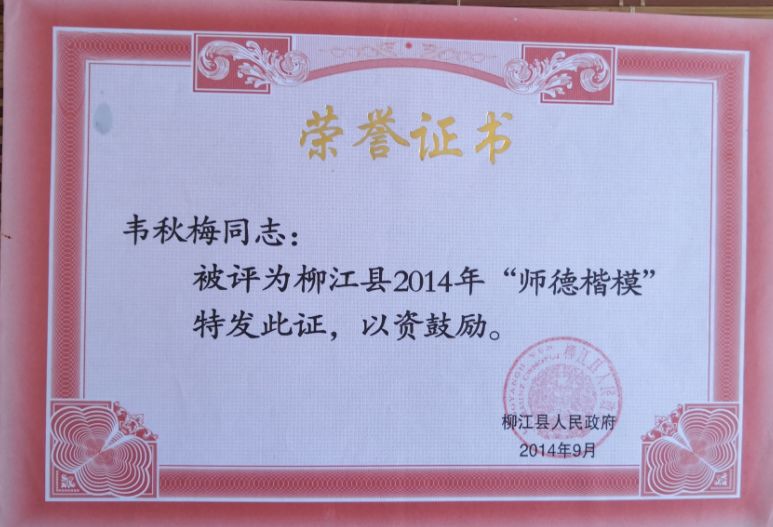 荣誉证书
韦秋梅同志：
被评为柳江县2014年“师德楷模”
特发此证，以资鼓励。
柳江县人民政府
2014年9月